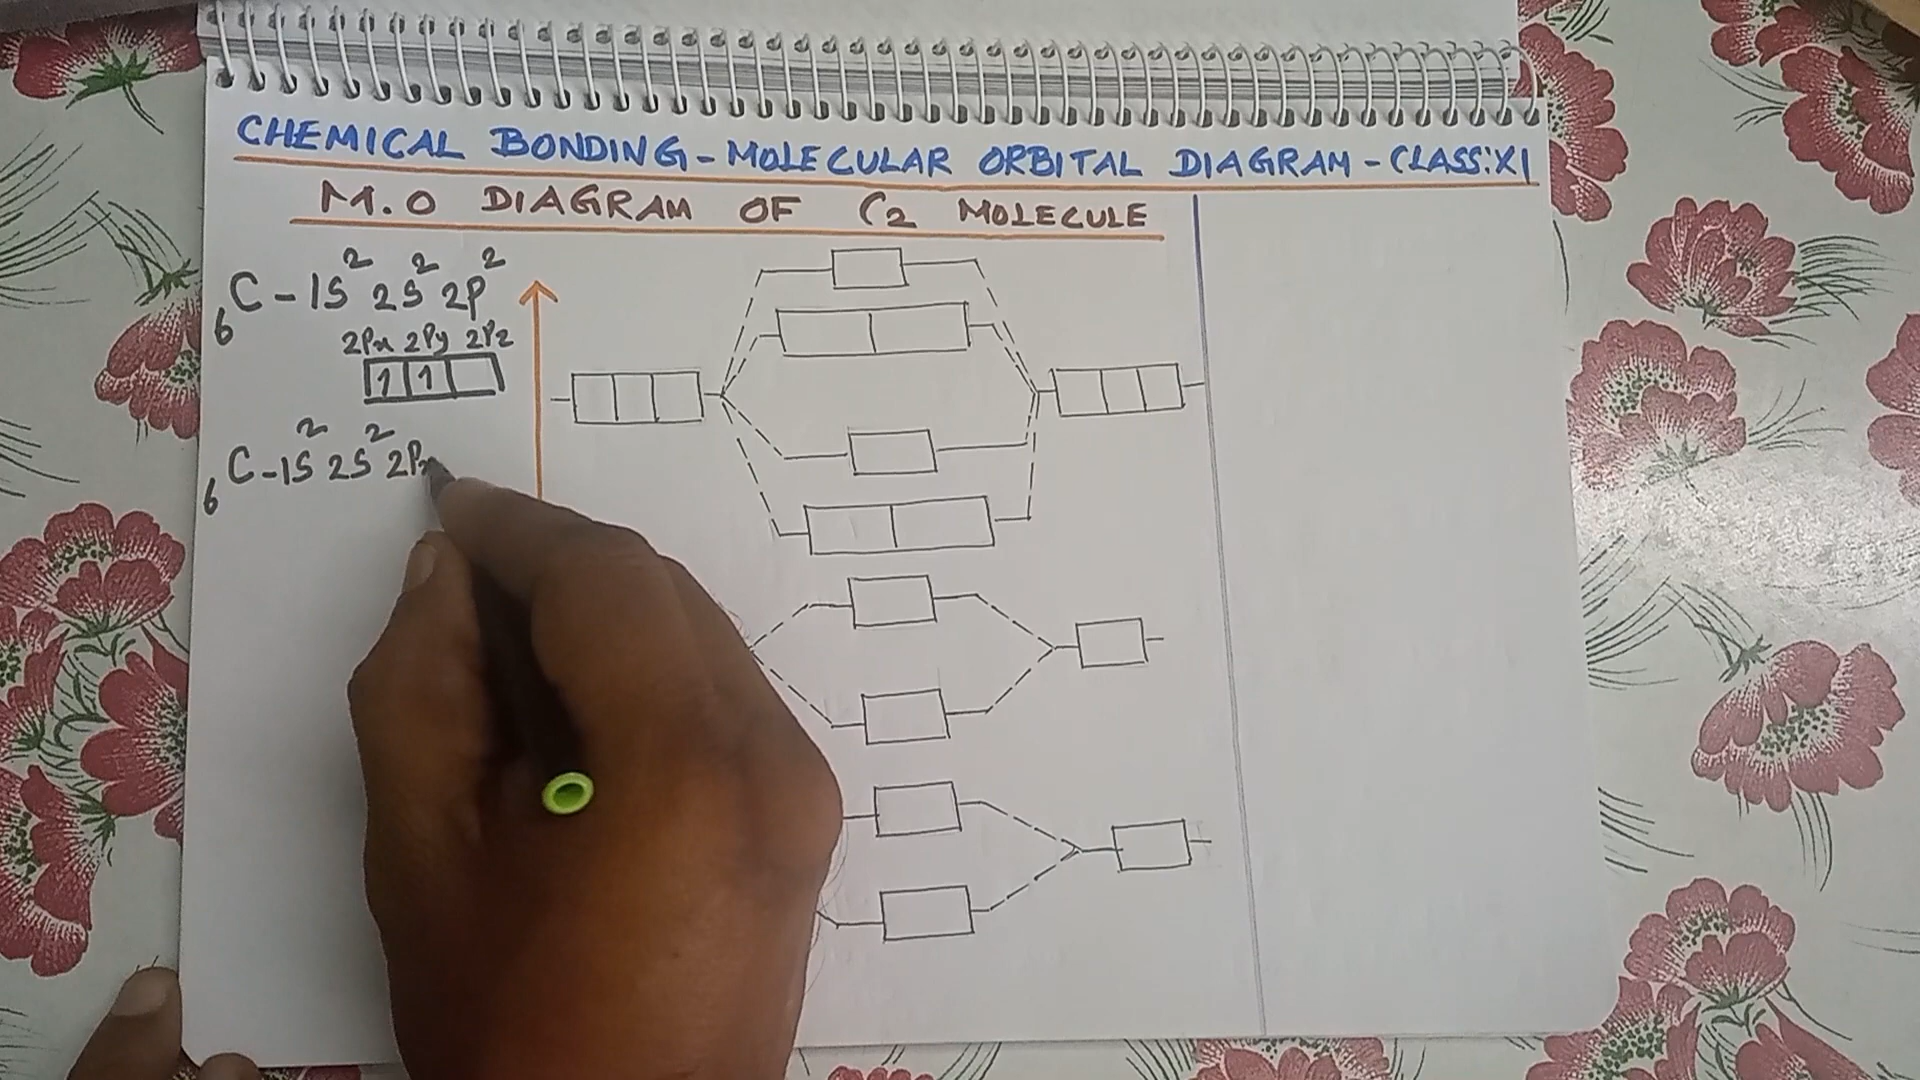 CHEMICAL BONDING - MOLECULAR ORBITAL DIAGRAM - CLASS:XI
M.O DIAGRAM OF C2 MOLECULE
₆C - 1S² 2S² 2P²
2Px 2Py 2Pz
1 1
₆C - 1S² 2S² 2Px